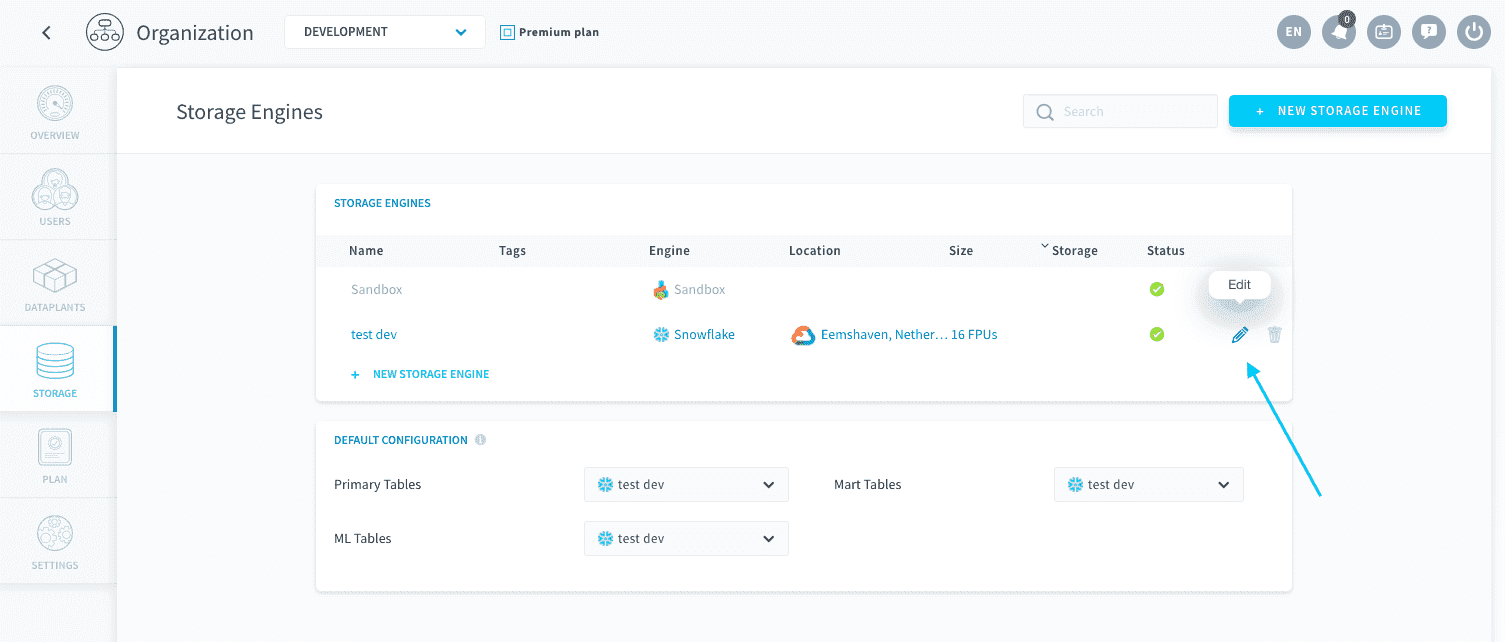 Organization
DEVELOPMENT
Premium plan
EN
0
?
OVERVIEW
USERS
DATAPLANTS
STORAGE
PLAN
SETTINGS
Storage Engines
Search
+ NEW STORAGE ENGINE
STORAGE ENGINES
Name Tags Engine Location Size Storage Status
Sandbox Sandbox
Edit
test dev Snowflake Eemshaven, Nether... 16 FPUs
+ NEW STORAGE ENGINE
DEFAULT CONFIGURATION i
Primary Tables test dev Mart Tables test dev
ML Tables test dev